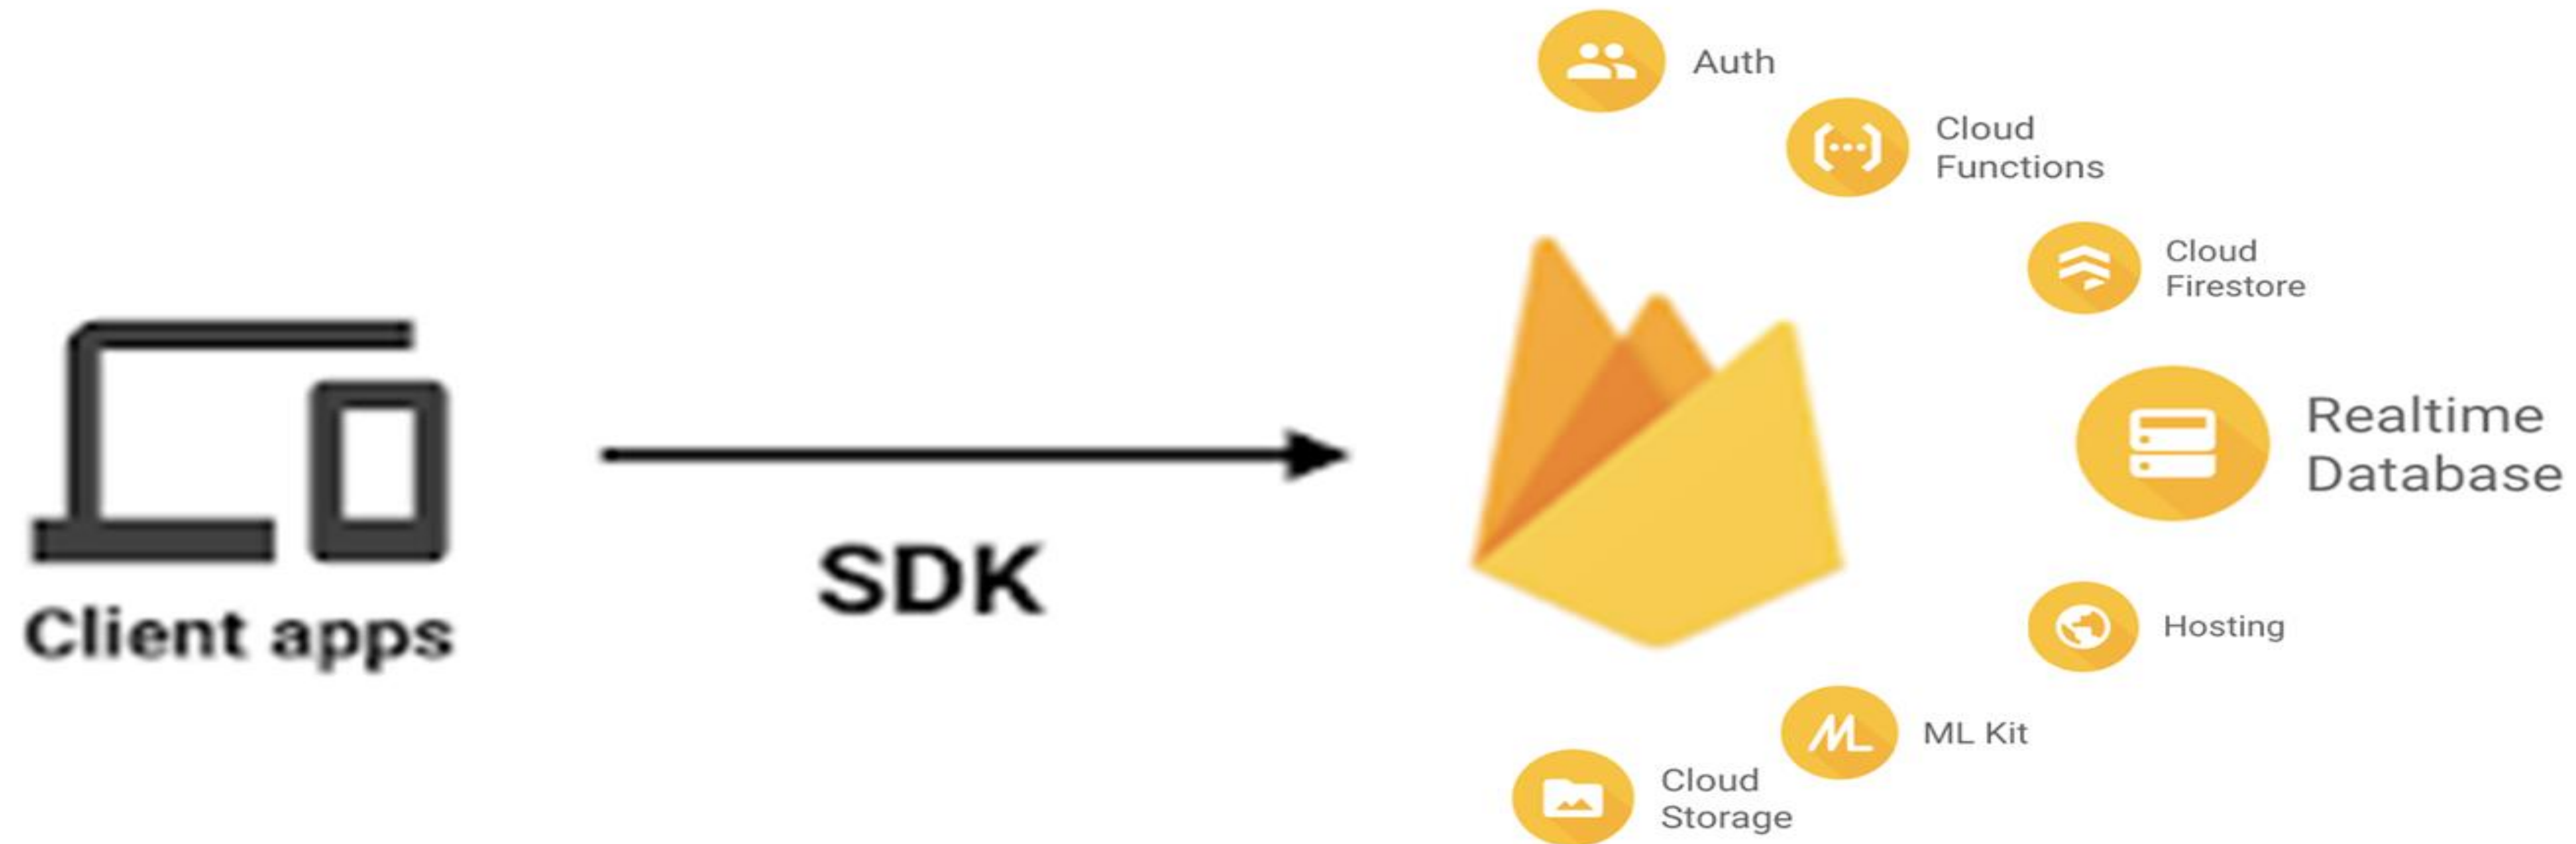 Auth
Cloud
Functions
Cloud
Firestore
Realtime
Database
SDK
Client apps
Hosting
ML Kit
Cloud
Storage